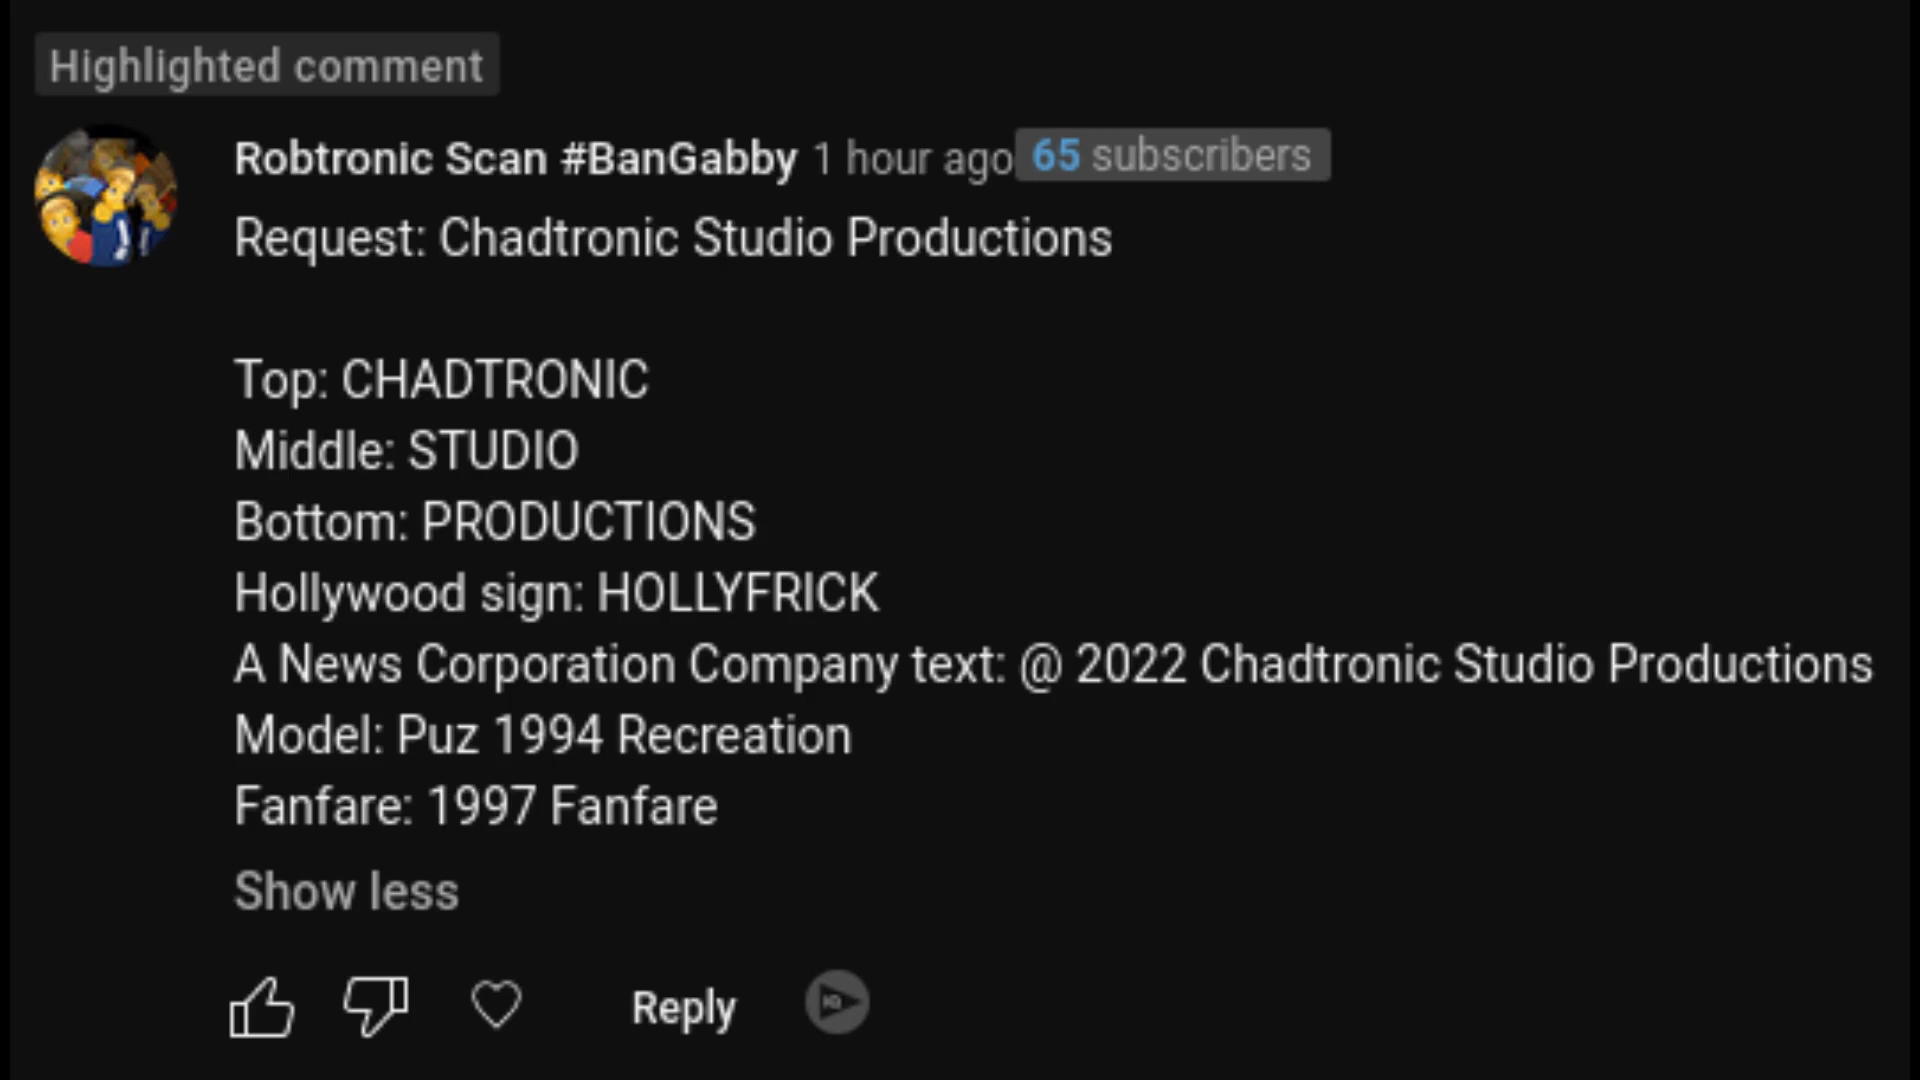 Highlighted comment
Robtronic Scan #BanGabby 1 hour ago 65 subscribers
Request: Chadtronic Studio Productions
Top: CHADTRONIC
Middle: STUDIO
Bottom: PRODUCTIONS
Hollywood sign: HOLLYFRICK
A News Corporation Company text: @ 2022 Chadtronic Studio Productions
Model: Puz 1994 Recreation
Fanfare: 1997 Fanfare
Show less
Reply